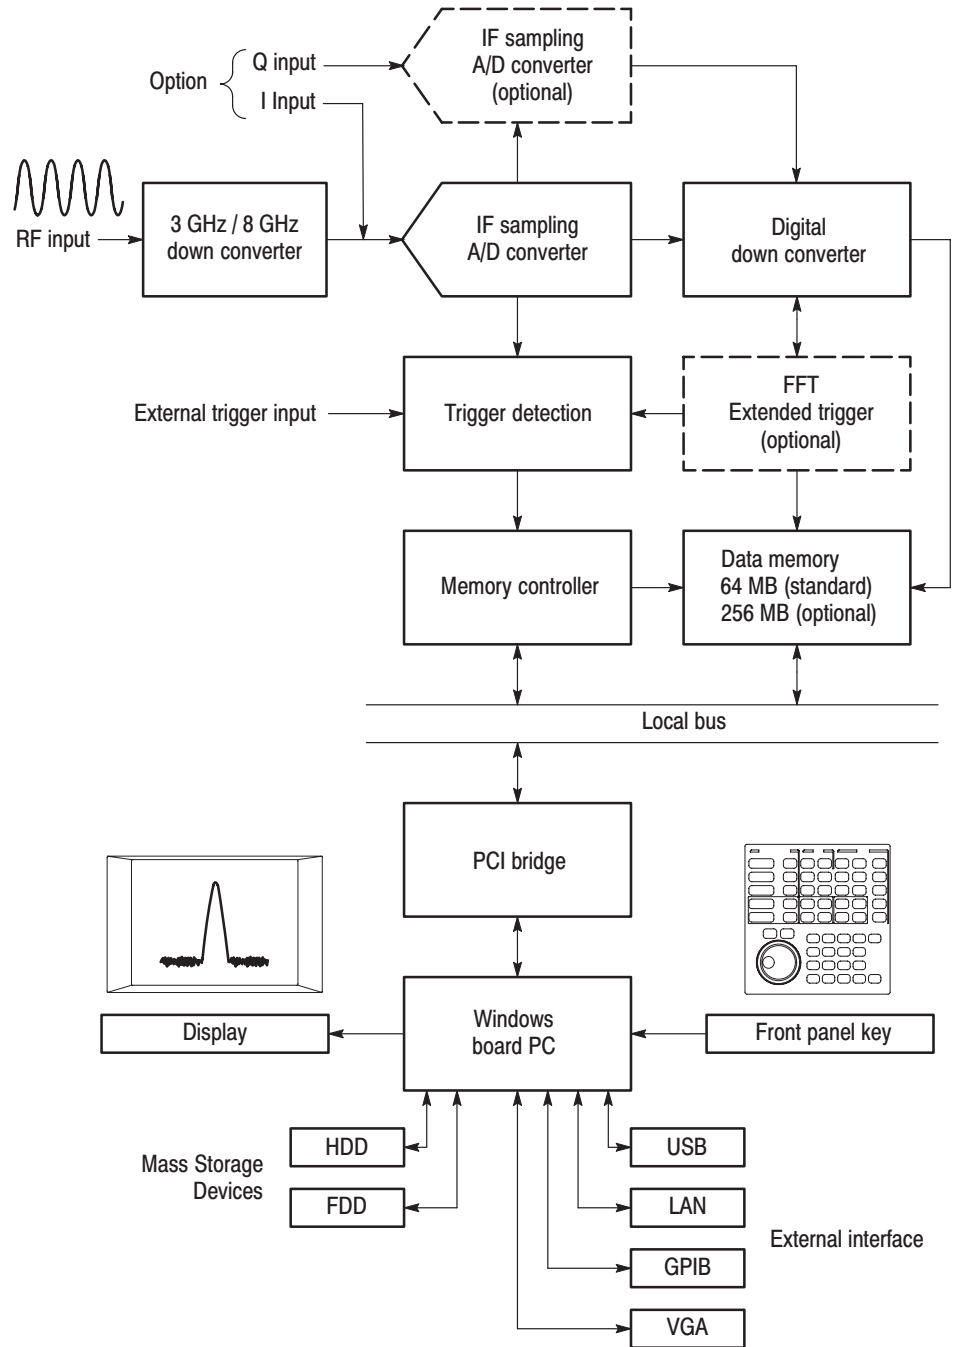 IF sampling
A/D converter
(optional)
Option
Q input
I Input
RF input
3 GHz / 8 GHz
down converter
IF sampling
A/D converter
Digital
down converter
External trigger input
Trigger detection
FFT
Extended trigger
(optional)
Memory controller
Data memory
64 MB (standard)
256 MB (optional)
Local bus
PCI bridge
Display
Windows
board PC
Front panel key
Mass Storage
Devices
HDD
FDD
USB
LAN
GPIB
VGA
External interface